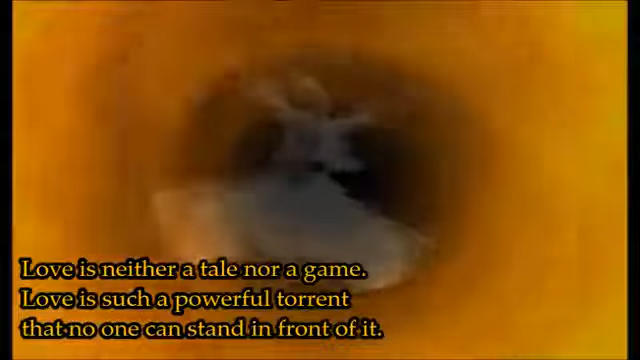 Love is neither a tale nor a game.
Love is such a powerful torrent
that no one can stand in front of it.